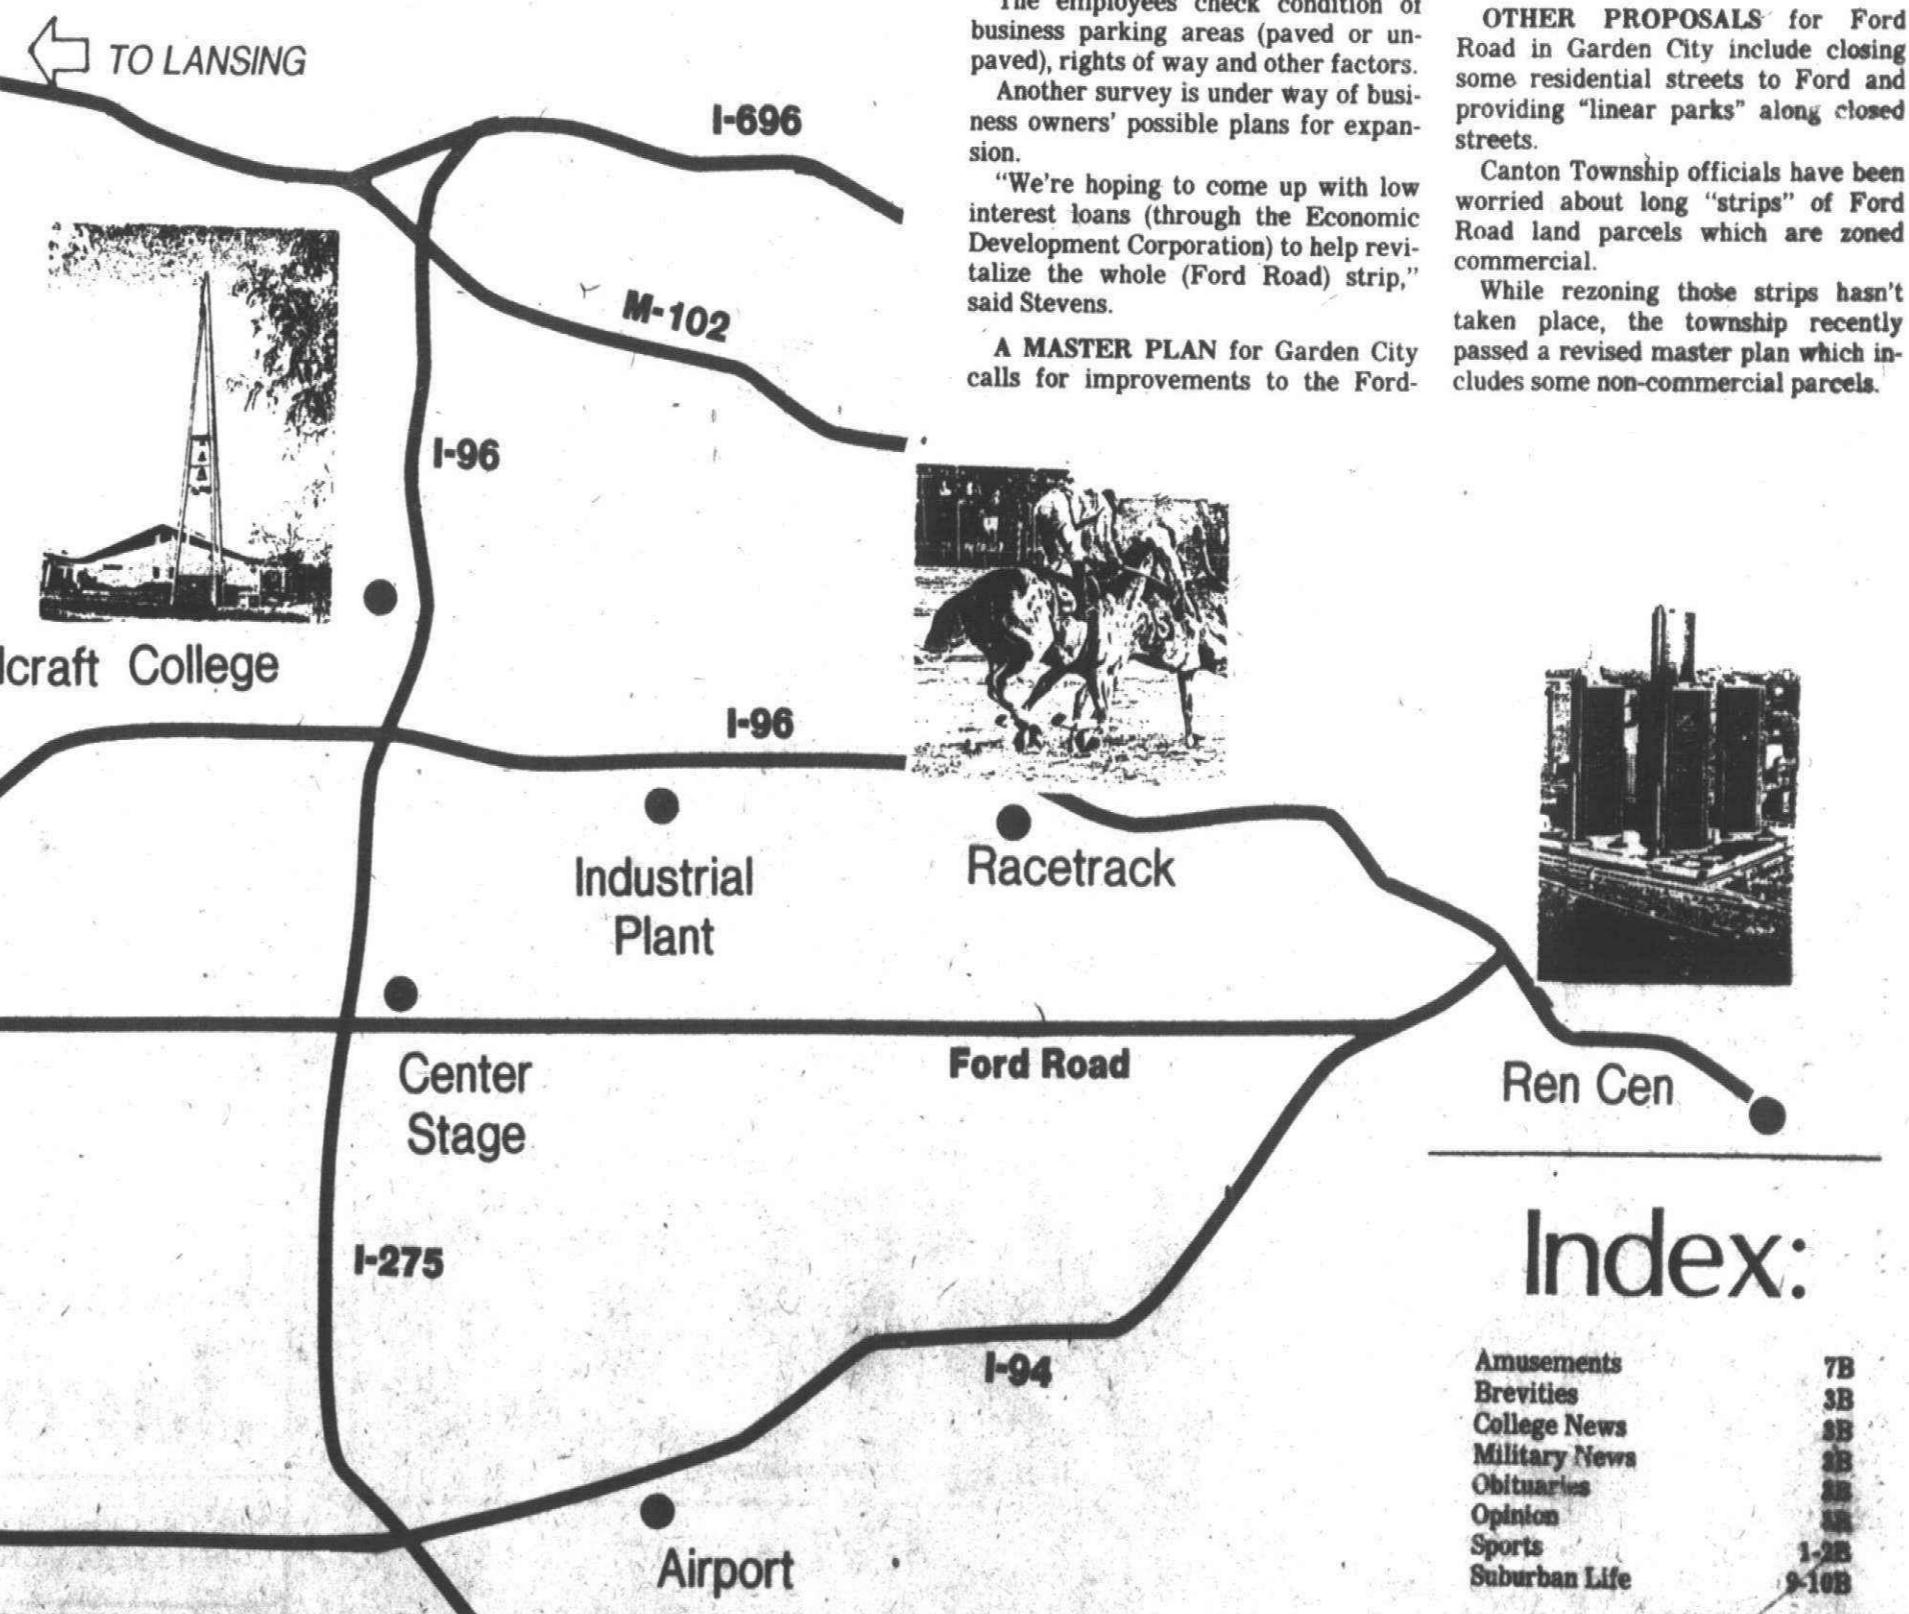 TO LANSING
I-696
M-102
I-96
lcraft College
I-96
Industrial
Plant
Racetrack
Center
Stage
Ford Road
Ren Cen
I-275
I-94
Airport
The employees check condition of
business parking areas (paved or un-
paved), rights of way and other factors.
Another survey is under way of busi-
ness owners' possible plans for expan-
sion.
"We're hoping to come up with low
interest loans (through the Economic
Development Corporation) to help revi-
talize the whole (Ford Road) strip,"
said Stevens.
A MASTER PLAN for Garden City
calls for improvements to the Ford-
OTHER PROPOSALS for Ford
Road in Garden City include closing
some residential streets to Ford and
providing "linear parks" along closed
streets.
Canton Township officials have been
worried about long "strips" of Ford
Road land parcels which are zoned
commercial.
While rezoning those strips hasn't
taken place, the township recently
passed a revised master plan which in-
cludes some non-commercial parcels.
Index:
Amusements 7B
Brevities 3B
College News
Military News
Obituaries
Opinion
Sports 1-2B
Suburban Life 9-10B